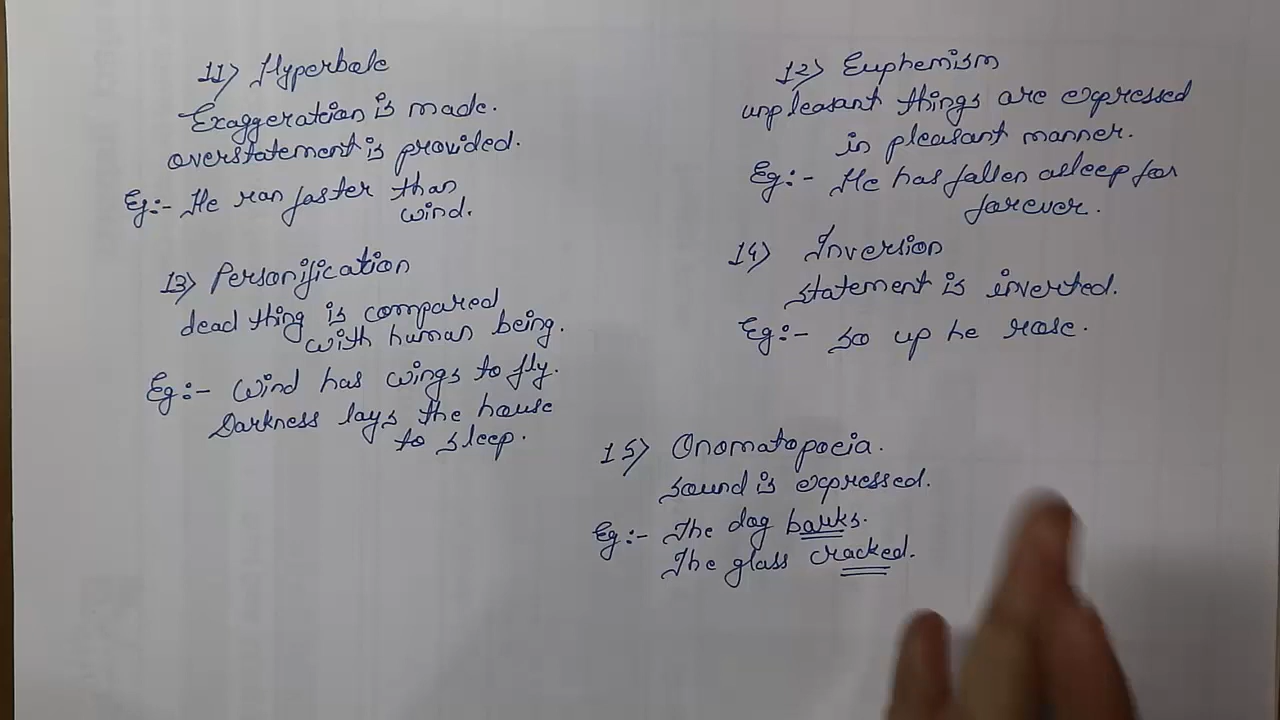 11) Hyperbole
Exaggeration is made.
overstatement is provided.
Eg:- He ran faster than
wind.
12) Euphemism
unpleasant things are expressed
in pleasant manner.
Eg:- He has fallen asleep for
forever.
13) Personification
dead thing is compared
with human being.
Eg:- Wind has wings to fly.
Darkness lays the house
to sleep.
14) Inversion
statement is inverted.
Eg:- so up he rose.
15) Onomatopoeia.
sound is expressed.
Eg:- The dog barks.
The glass cracked.